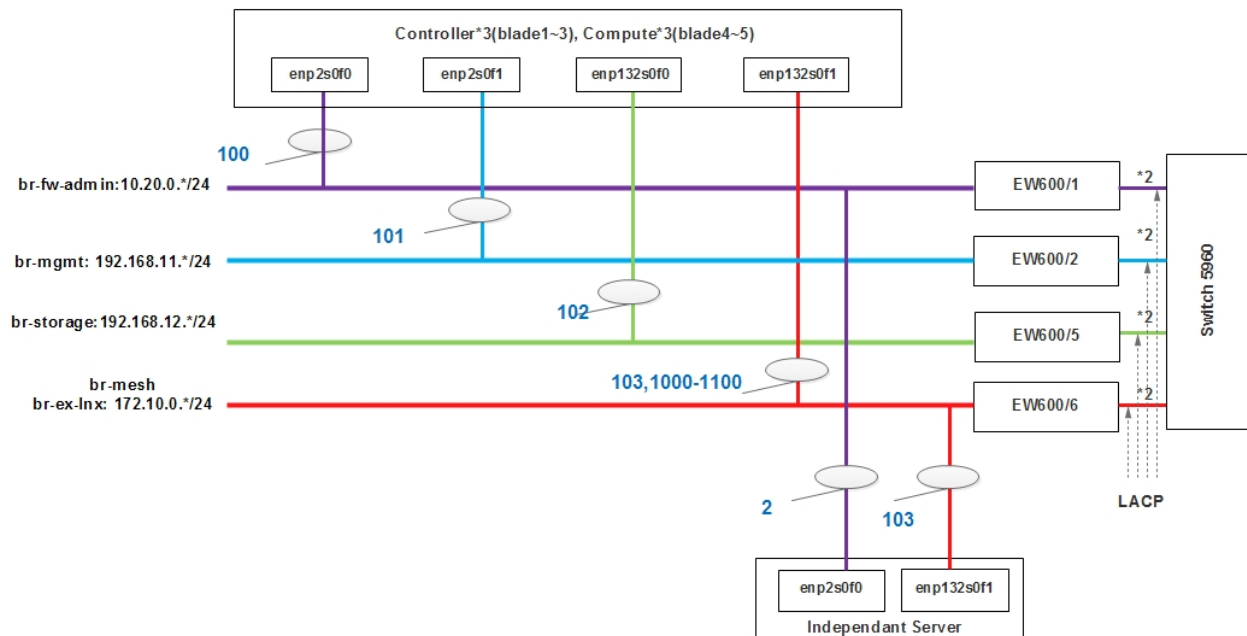 Controller*3(blade1~3), Compute*3(blade4~5)
enp2s0f0
enp2s0f1
enp132s0f0
enp132s0f1
100
br-fw-admin:10.20.0.*/24
EW600/1
*2
101
br-mgmt: 192.168.11.*/24
EW600/2
*2
102
br-storage:192.168.12.*/24
EW600/5
*2
Switch 5960
br-mesh
br-ex-lnx: 172.10.0.*/24
103,1000-1100
EW600/6
*2
2
103
LACP
enp2s0f0
enp132s0f1
Independant Server